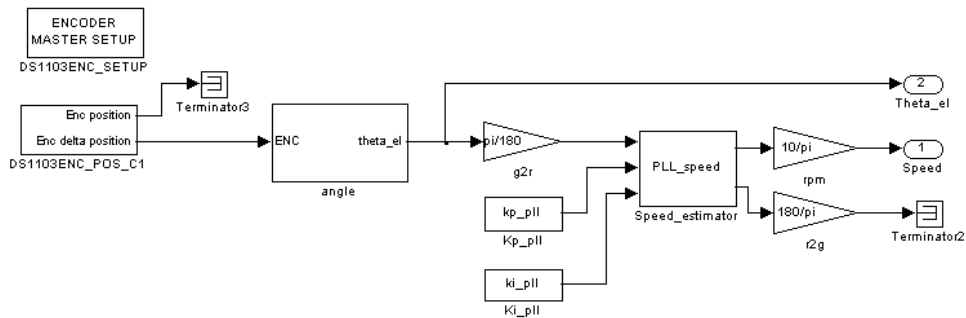 ENCODER
MASTER SETUP
DS1103ENC_SETUP
Enc position
Enc delta position
DS1103ENC_POS_C1
Terminator3
ENC
theta_el
angle
pi/180
g2r
kp_pll
Kp_pll
ki_pll
Ki_pll
PLL_speed
Speed_estimator
10/pi
rpm
180/pi
r2g
2
Theta_el
1
Speed
Terminator2